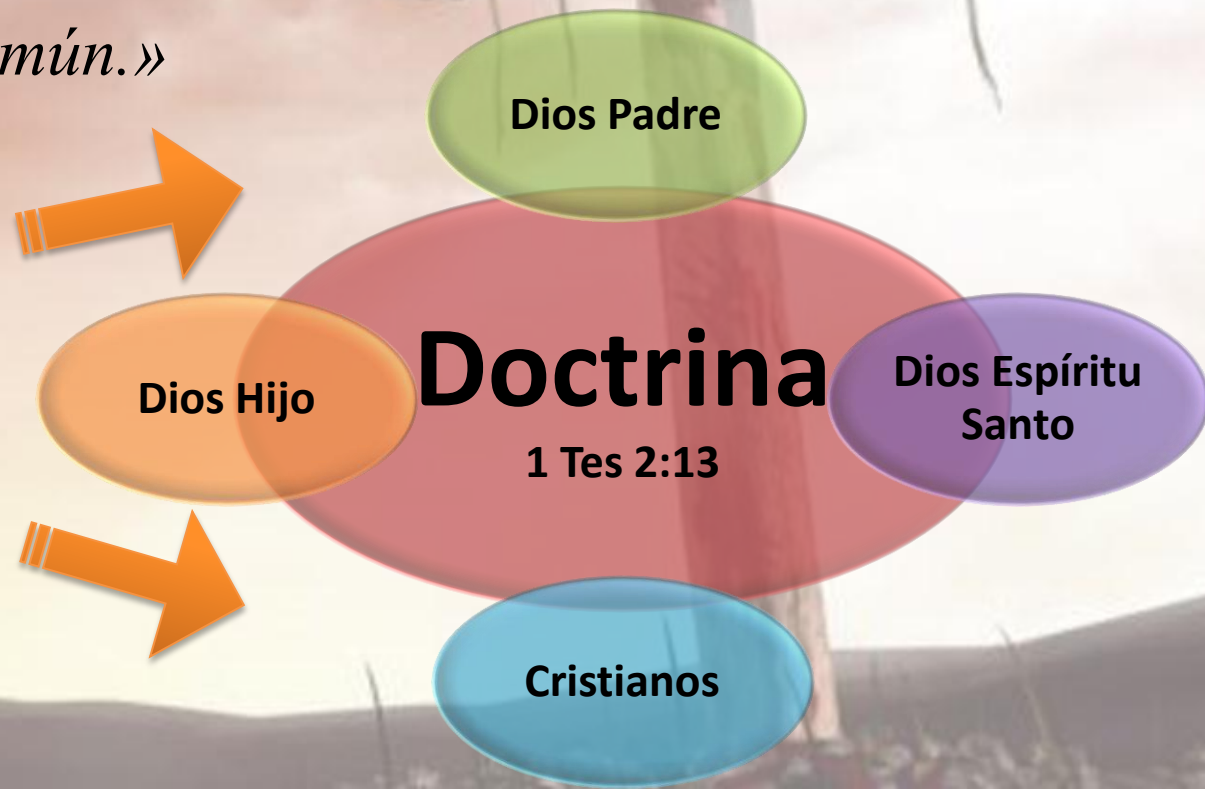 mún.»
Dios Padre
Dios Hijo
Doctrina
1 Tes 2:13
Dios Espíritu
Santo
Cristianos